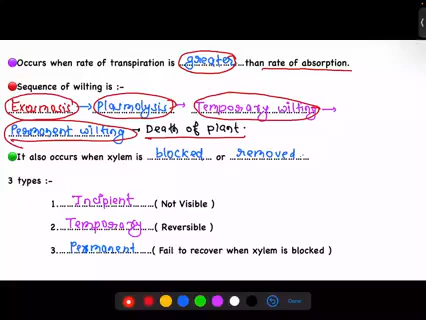 Occurs when rate of transpiration is greater than rate of absorption.
Sequence of wilting is :-
Exosmosis → Plasmolysis → Temporary wilting →
Permanent wilting → Death of plant.
It also occurs when xylem is blocked or removed
3 types :-
1. Incipient ( Not Visible )
2. Temporary ( Reversible )
3. Permanent ( Fail to recover when xylem is blocked )
Done